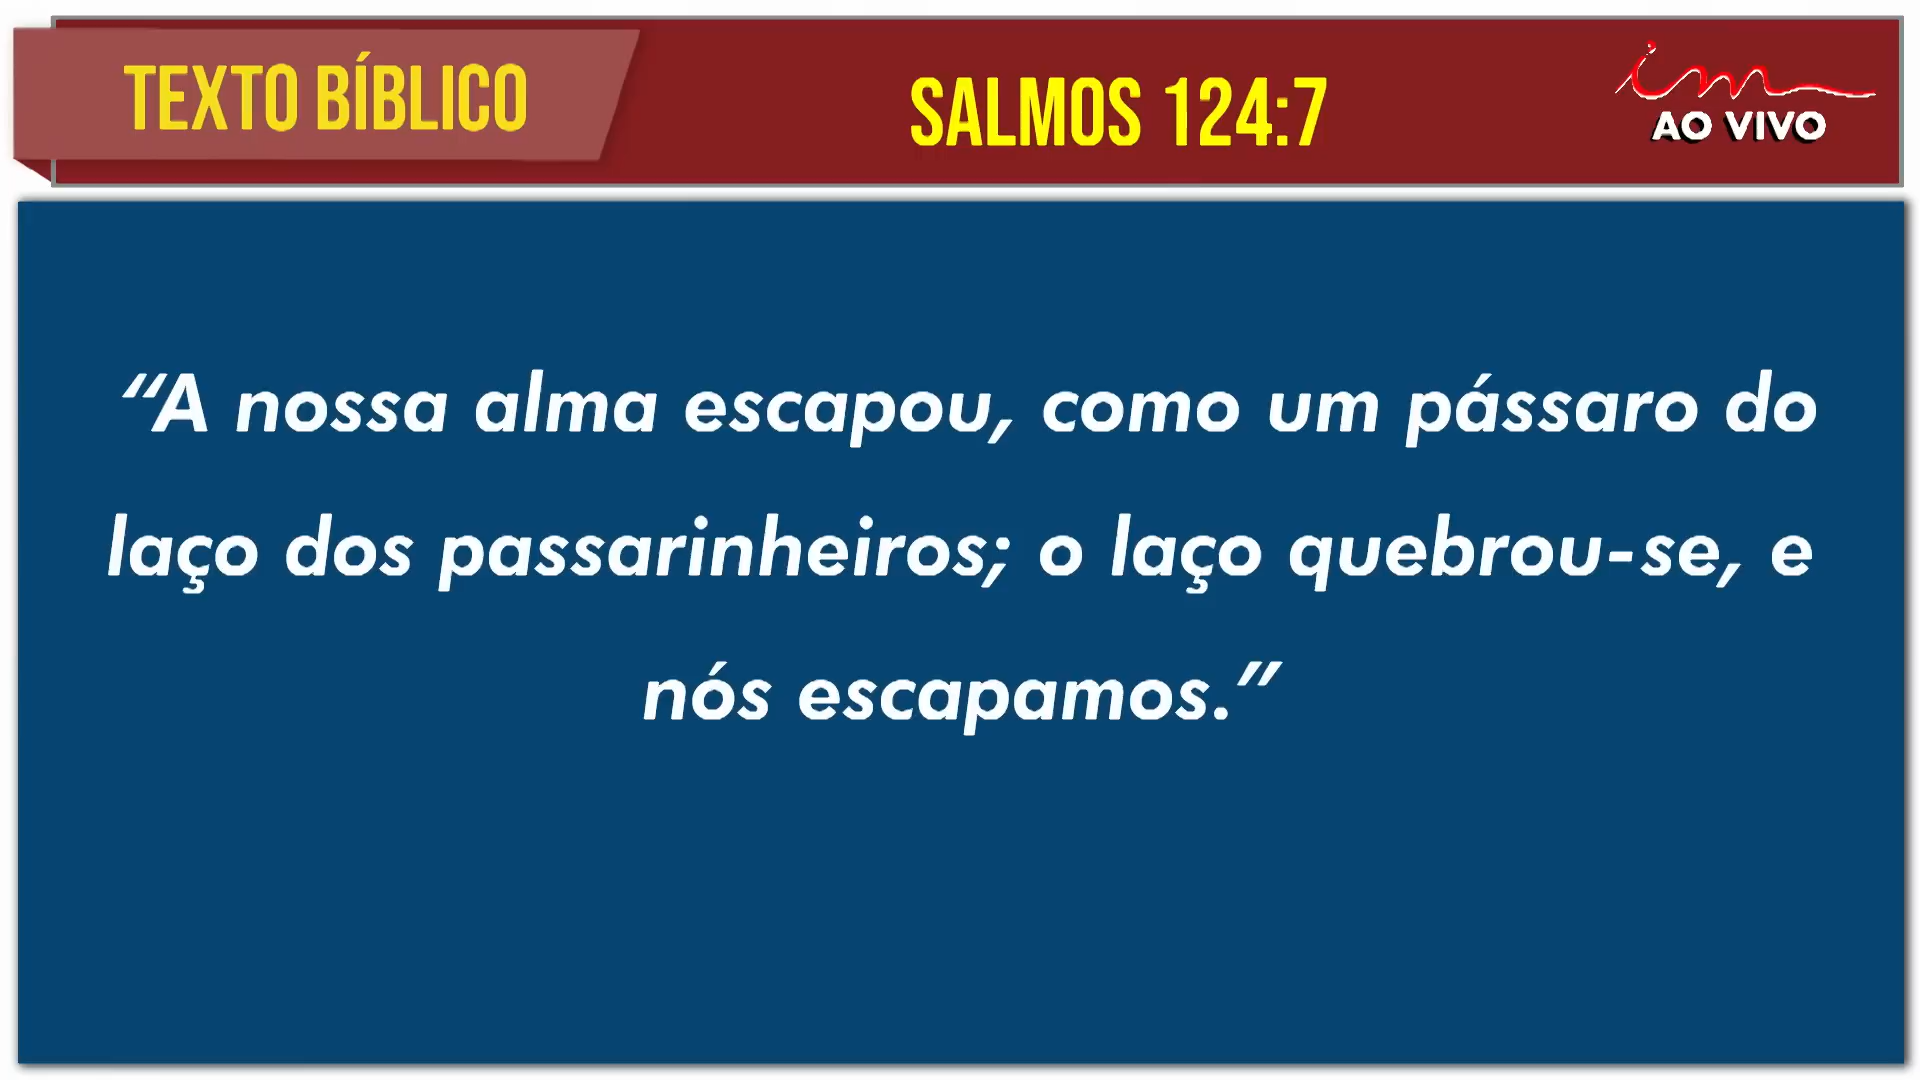 TEXTO BÍBLICO
SALMOS 124:7
im
AO VIVO
“A nossa alma escapou, como um pássaro do
laço dos passarinheiros; o laço quebrou-se, e
nós escapamos.”